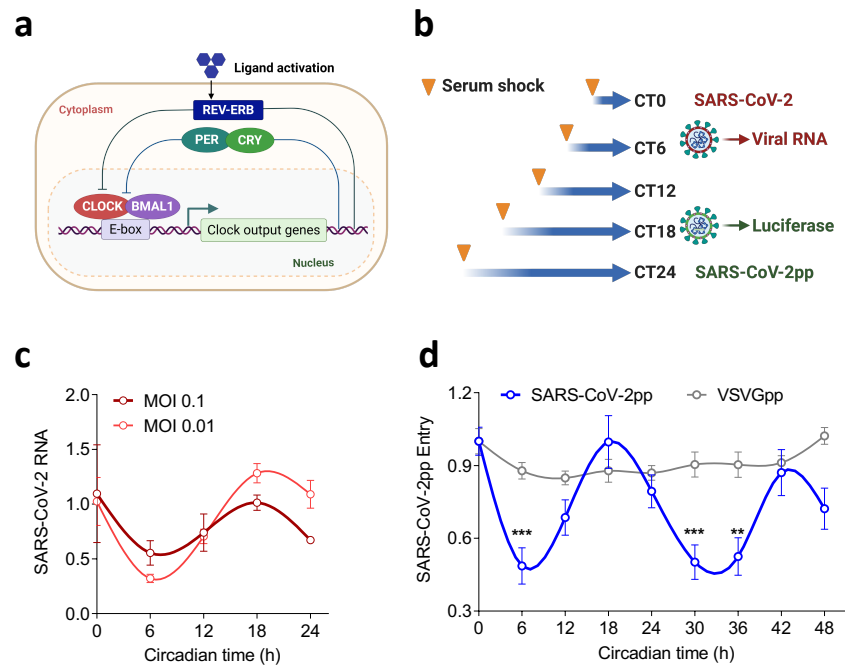 a
Ligand activation
Cytoplasm
REV-ERB
PER
CRY
CLOCK
BMAL1
E-box
Clock output genes
Nucleus
b
Serum shock
CT0
SARS-CoV-2
CT6
Viral RNA
CT12
CT18
Luciferase
CT24
SARS-CoV-2pp
c
MOI 0.1
MOI 0.01
SARS-CoV-2 RNA
2.0
1.5
1.0
0.5
0.0
0 6 12 18 24
Circadian time (h)
d
SARS-CoV-2pp
VSVGpp
SARS-CoV-2pp Entry
1.2
0.9
0.6
0.3
***
***
**
0 6 12 18 24 30 36 42 48
Circadian time (h)